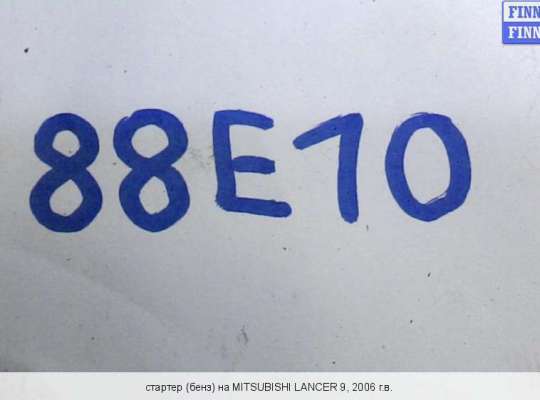 FINN
FINN
88E10
стартер (бенз) на MITSUBISHI LANCER 9, 2006 г.в.